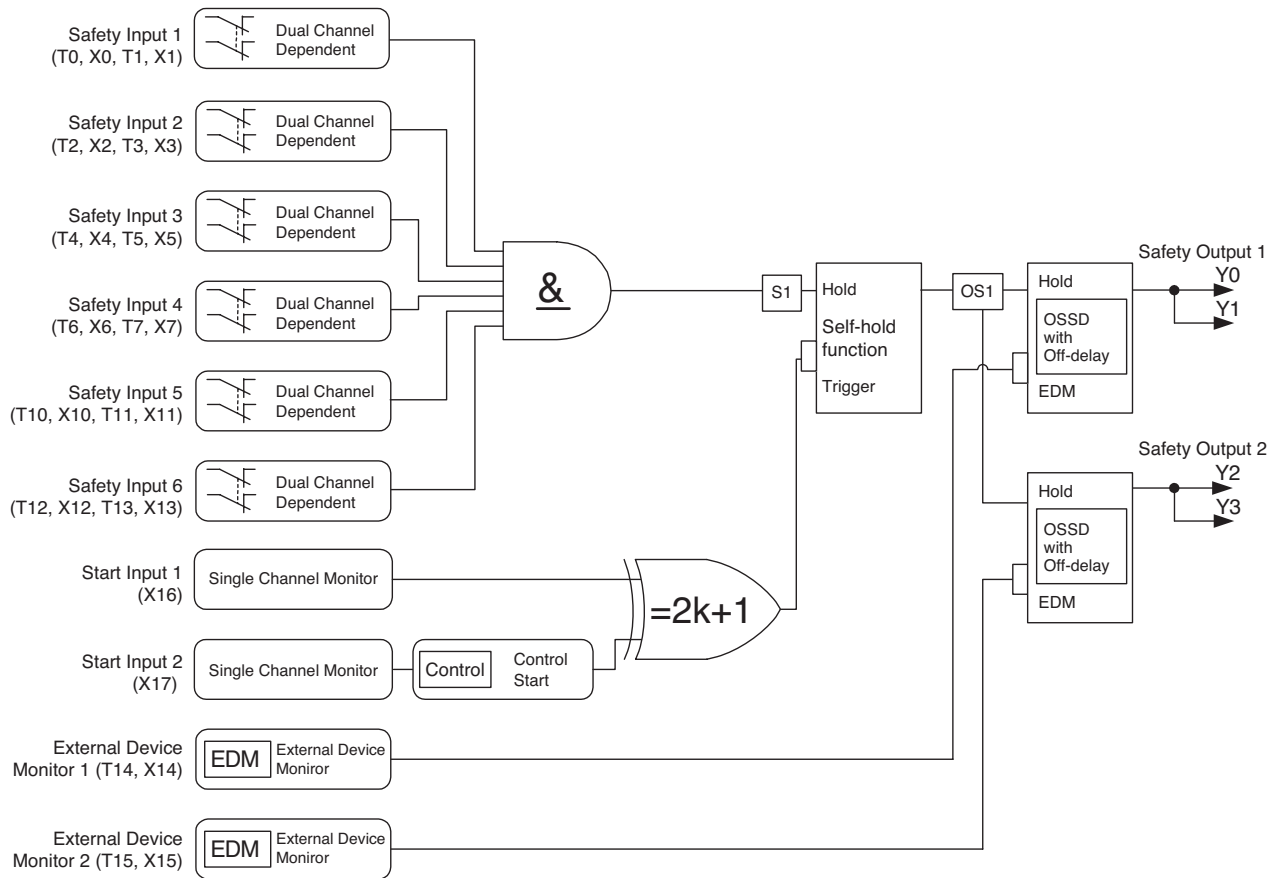 Safety Input 1
(T0, X0, T1, X1)
Dual Channel
Dependent
Safety Input 2
(T2, X2, T3, X3)
Dual Channel
Dependent
Safety Input 3
(T4, X4, T5, X5)
Dual Channel
Dependent
Safety Input 4
(T6, X6, T7, X7)
Dual Channel
Dependent
Safety Input 5
(T10, X10, T11, X11)
Dual Channel
Dependent
Safety Input 6
(T12, X12, T13, X13)
Dual Channel
Dependent
&
Start Input 1
(X16)
Single Channel Monitor
Start Input 2
(X17)
Single Channel Monitor
Control
Control
Start
=2k+1
External Device
Monitor 1 (T14, X14)
EDM
External Device
Moniror
External Device
Monitor 2 (T15, X15)
EDM
External Device
Moniror
S1
Hold
Self-hold
function
Trigger
OS1
Hold
OSSD
with
Off-delay
EDM
Safety Output 1
Y0
Y1
Hold
OSSD
with
Off-delay
EDM
Safety Output 2
Y2
Y3